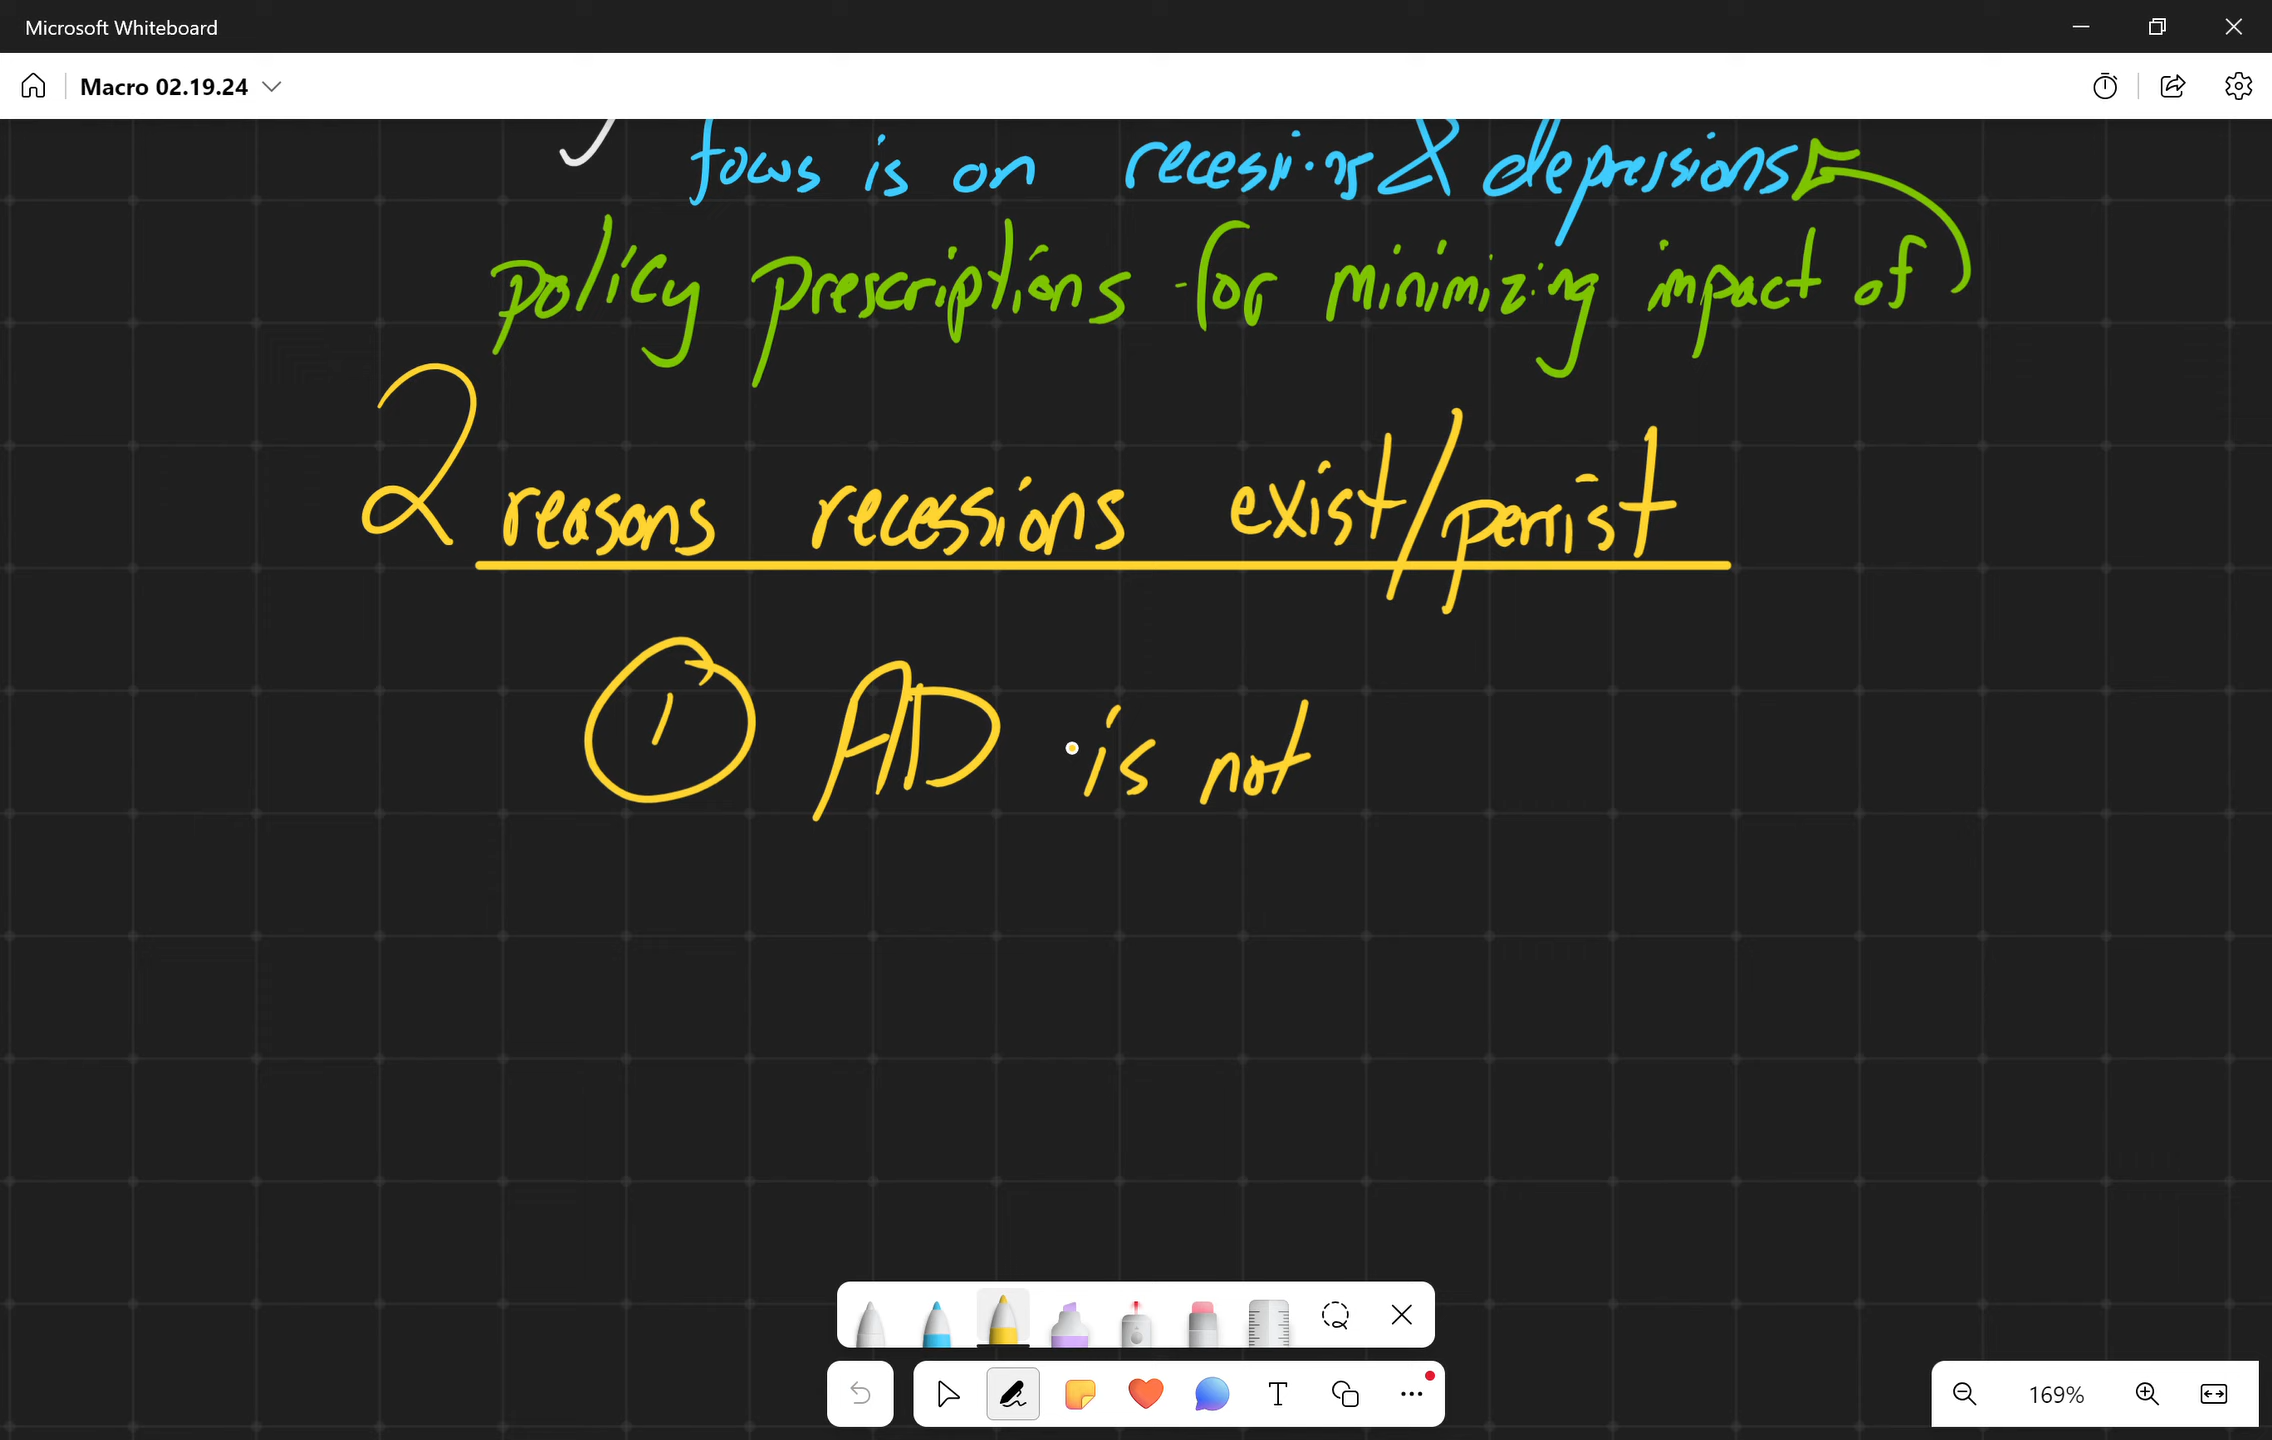 Microsoft Whiteboard
Macro 02.19.24
focus is on recessions & depressions
policy prescriptions for minimizing impact of
2 reasons recessions exist/persist
1 AD is not
T
169%